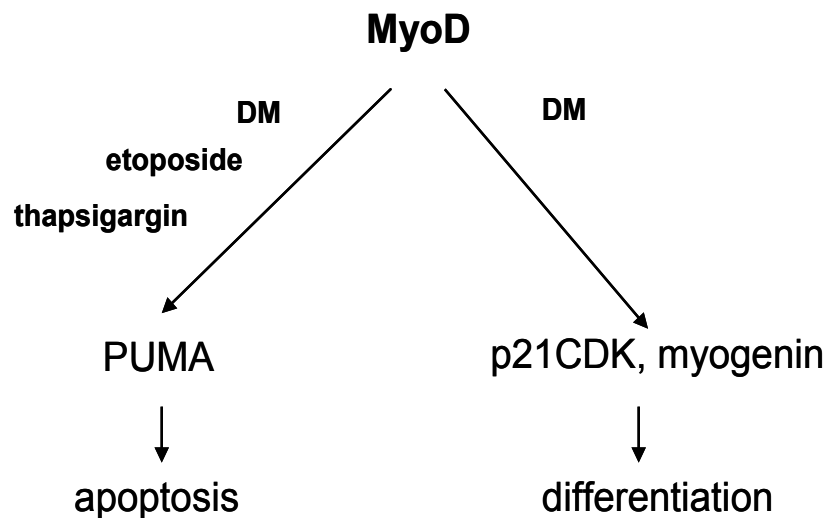 MyoD
DM
DM
etoposide
thapsigargin
PUMA
p21CDK, myogenin
apoptosis
differentiation